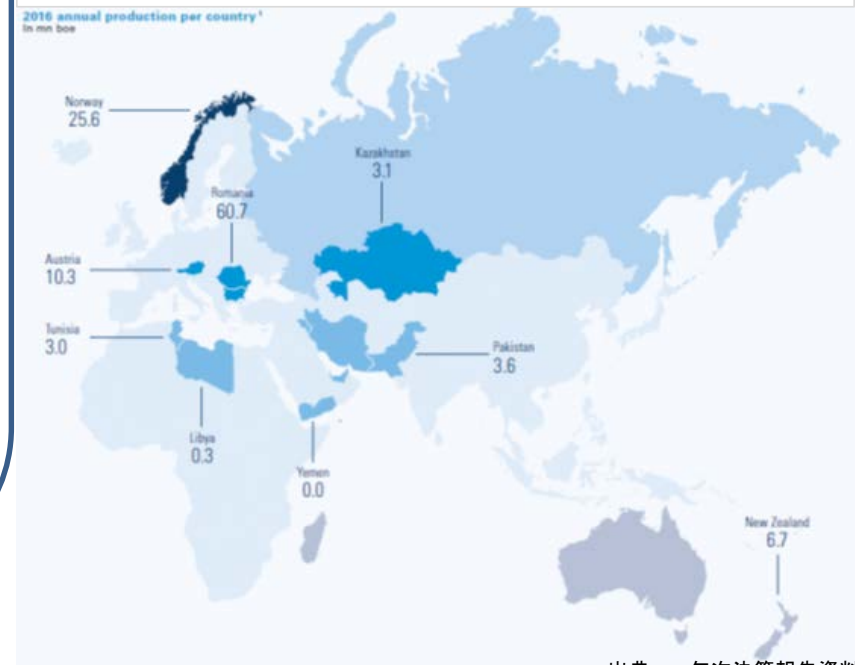 2016 annual production per country¹
In mn boe
Norway
25.6
Kazakhstan
3.1
Romania
60.7
Austria
10.3
Tunisia
3.0
Pakistan
3.6
Libya
0.3
Yemen
0.0
New Zealand
6.7